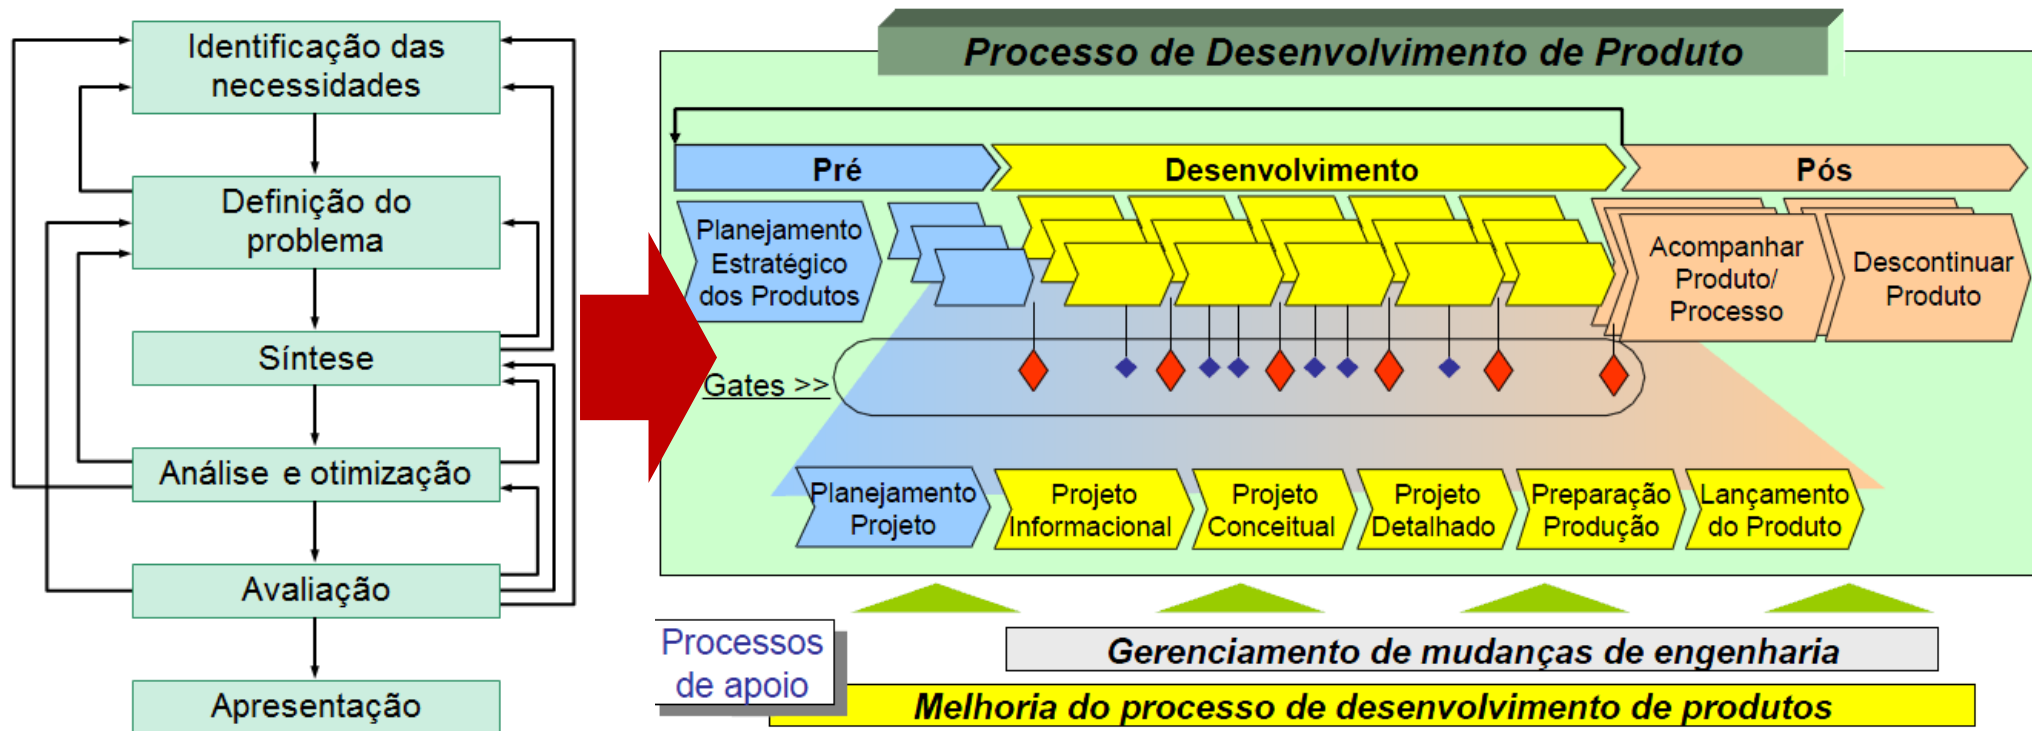 Identificação das
necessidades
Definição do
problema
Síntese
Análise e otimização
Avaliação
Apresentação
Processo de Desenvolvimento de Produto
Pré
Desenvolvimento
Pós
Planejamento
Estratégico
dos Produtos
Acompanhar
Produto/
Processo
Descontinuar
Produto
Gates >>
Planejamento
Projeto
Projeto
Informacional
Projeto
Conceitual
Projeto
Detalhado
Preparação
Produção
Lançamento
do Produto
Processos
de apoio
Gerenciamento de mudanças de engenharia
Melhoria do processo de desenvolvimento de produtos